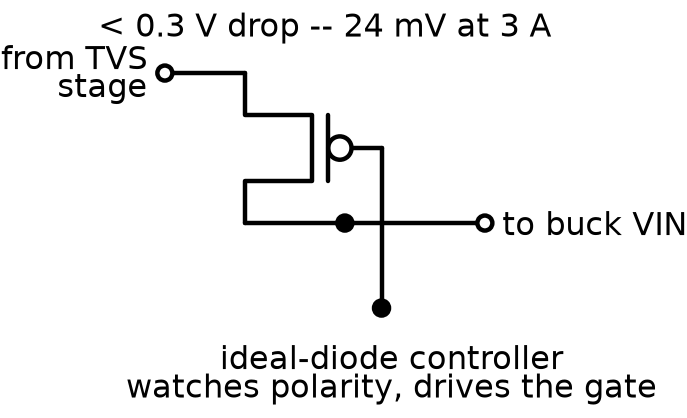 < 0.3 V drop -- 24 mV at 3 A
from TVS
stage
to buck VIN
ideal-diode controller
watches polarity, drives the gate